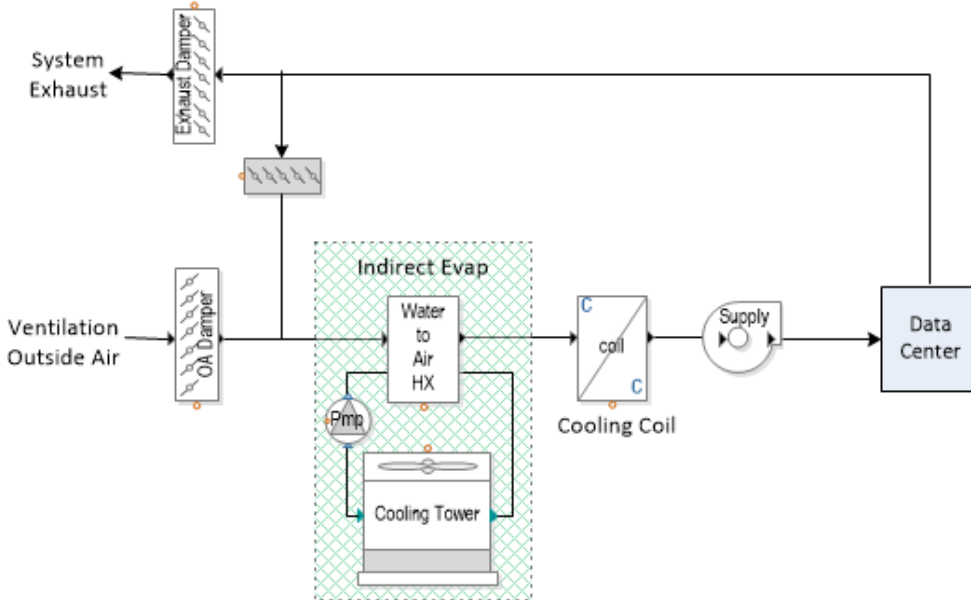 System
Exhaust
Exhaust Damper
Ventilation
Outside Air
OA Damper
Indirect Evap
Water
to
Air
HX
Pmp
Cooling Tower
C
coil
C
Cooling Coil
Supply
Data
Center